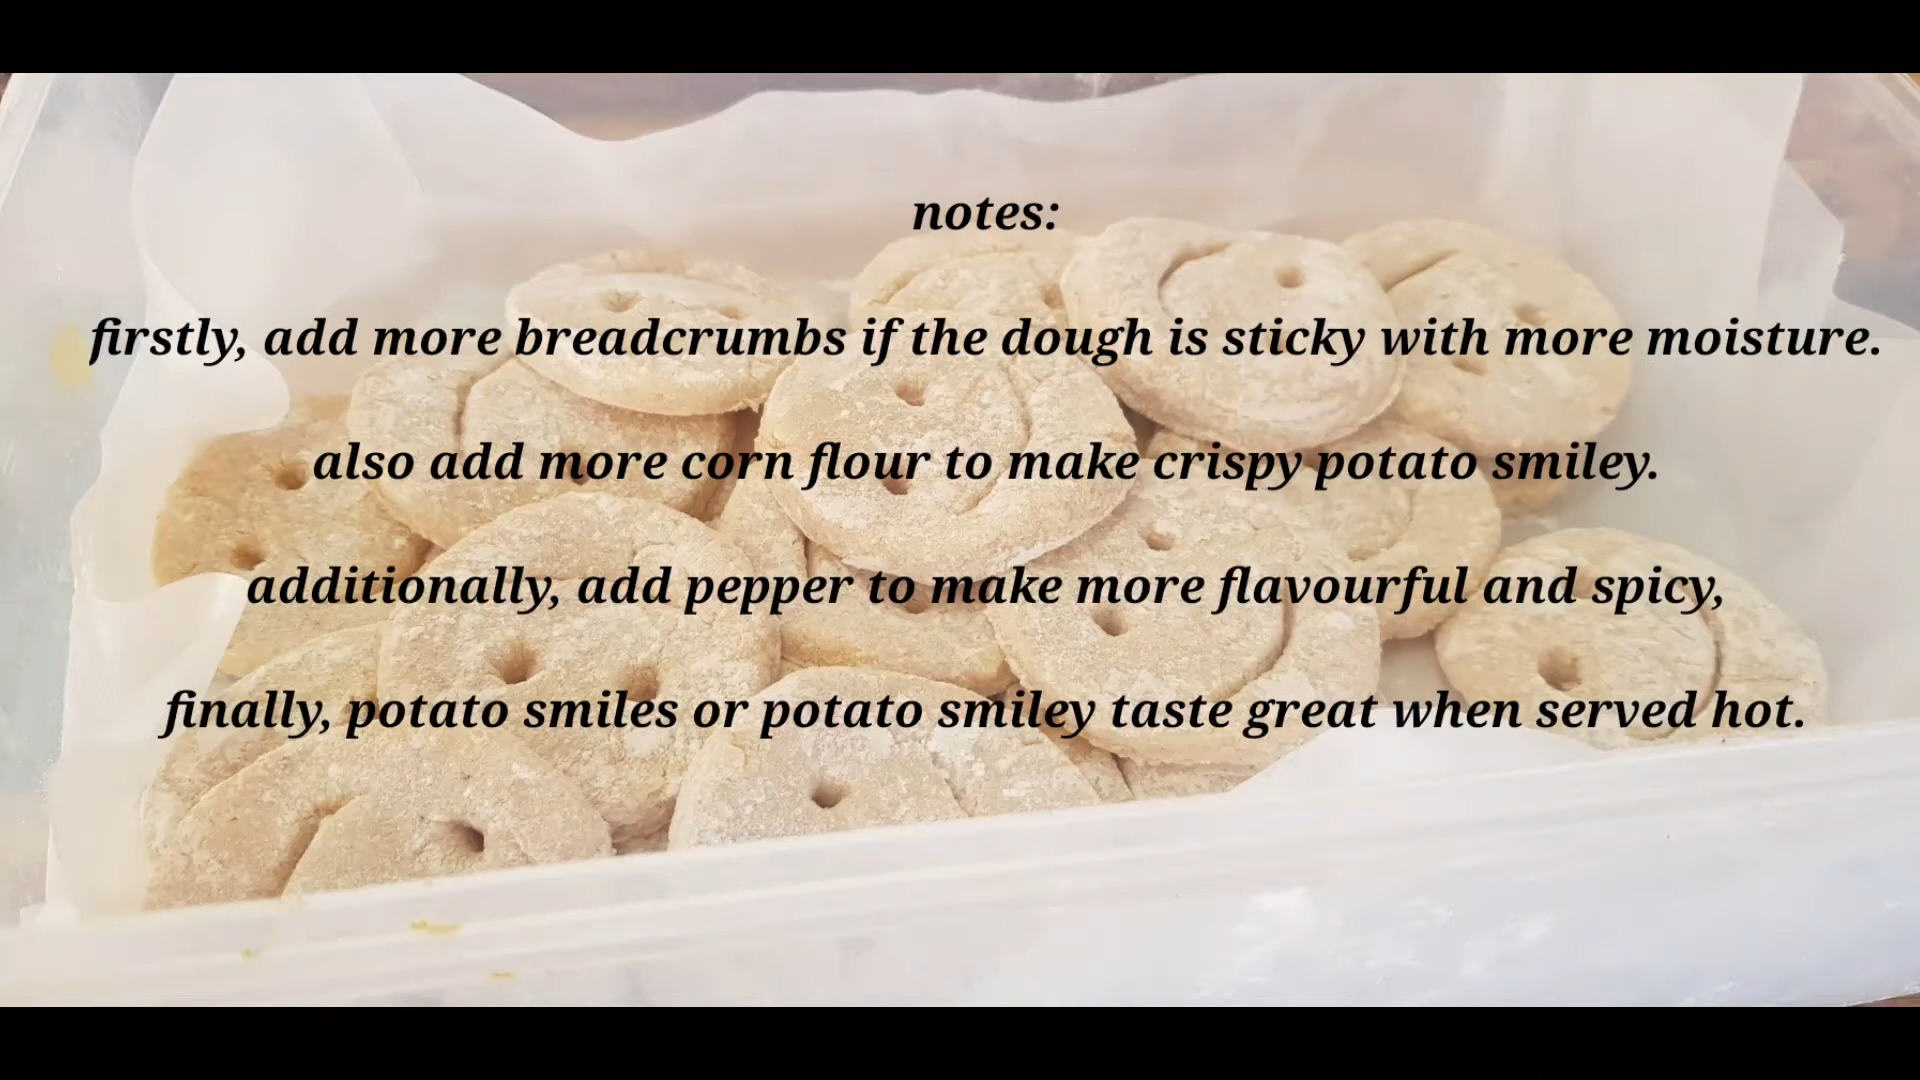 notes:
firstly, add more breadcrumbs if the dough is sticky with more moisture.
also add more corn flour to make crispy potato smiley.
additionally, add pepper to make more flavourful and spicy,
finally, potato smiles or potato smiley taste great when served hot.